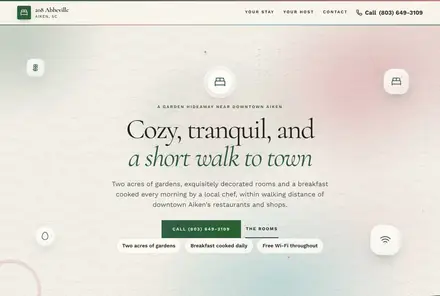 218 Abbeville
AIKEN, SC
YOUR STAY
YOUR HOST
CONTACT
Call (803) 649-3109
A GARDEN HIDEAWAY NEAR DOWNTOWN AIKEN
Cozy, tranquil, and
a short walk to town
Two acres of gardens, exquisitely decorated rooms and a breakfast
cooked every morning by a local chef, within walking distance of
downtown Aiken's restaurants and shops.
CALL (803) 649-3109
THE ROOMS
Two acres of gardens
Breakfast cooked daily
Free Wi-Fi throughout